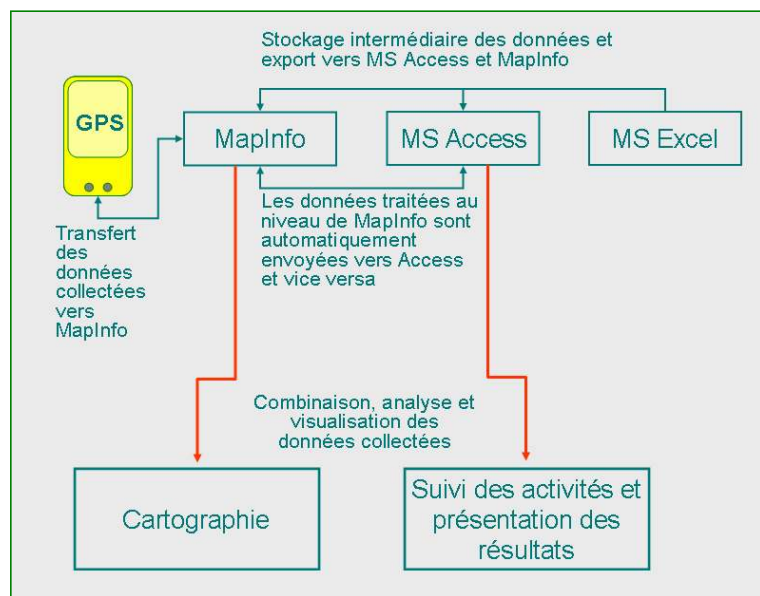 Stockage intermédiaire des données et
export vers MS Access et MapInfo
GPS
MapInfo
MS Access
MS Excel
Transfert
des
données
collectées
vers
MapInfo
Les données traitées au
niveau de MapInfo sont
automatiquement
envoyées vers Access
et vice versa
Combinaison, analyse et
visualisation des
données collectées
Cartographie
Suivi des activités et
présentation des
résultats